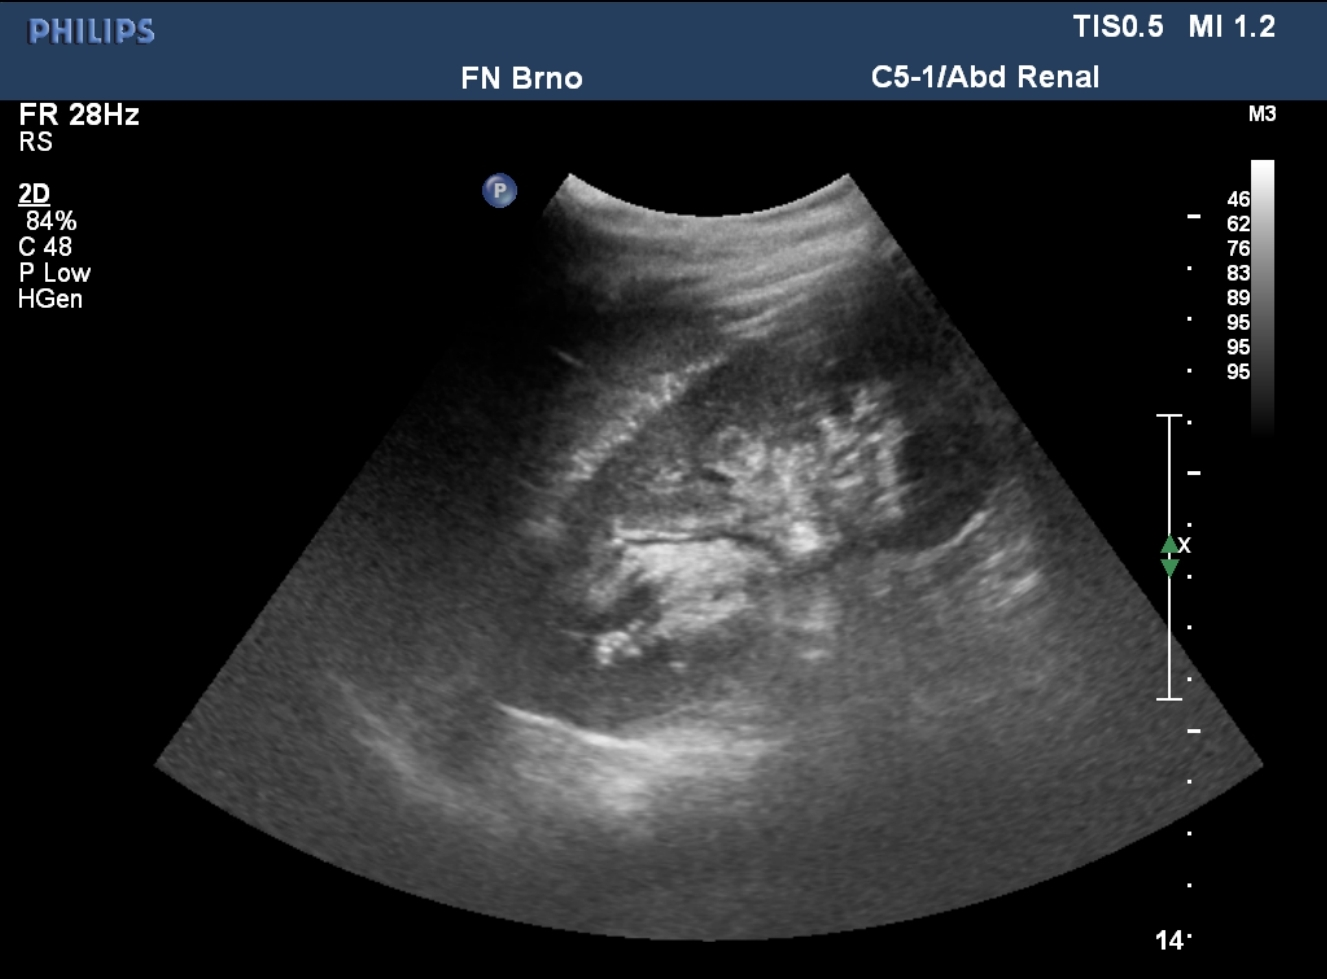 PHILIPS
TIS0.5 MI 1.2
FN Brno
C5-1/Abd Renal
FR 28Hz
RS
M3
P
2D
84%
C 48
P Low
HGen
46
62
76
83
89
95
95
95
X
14